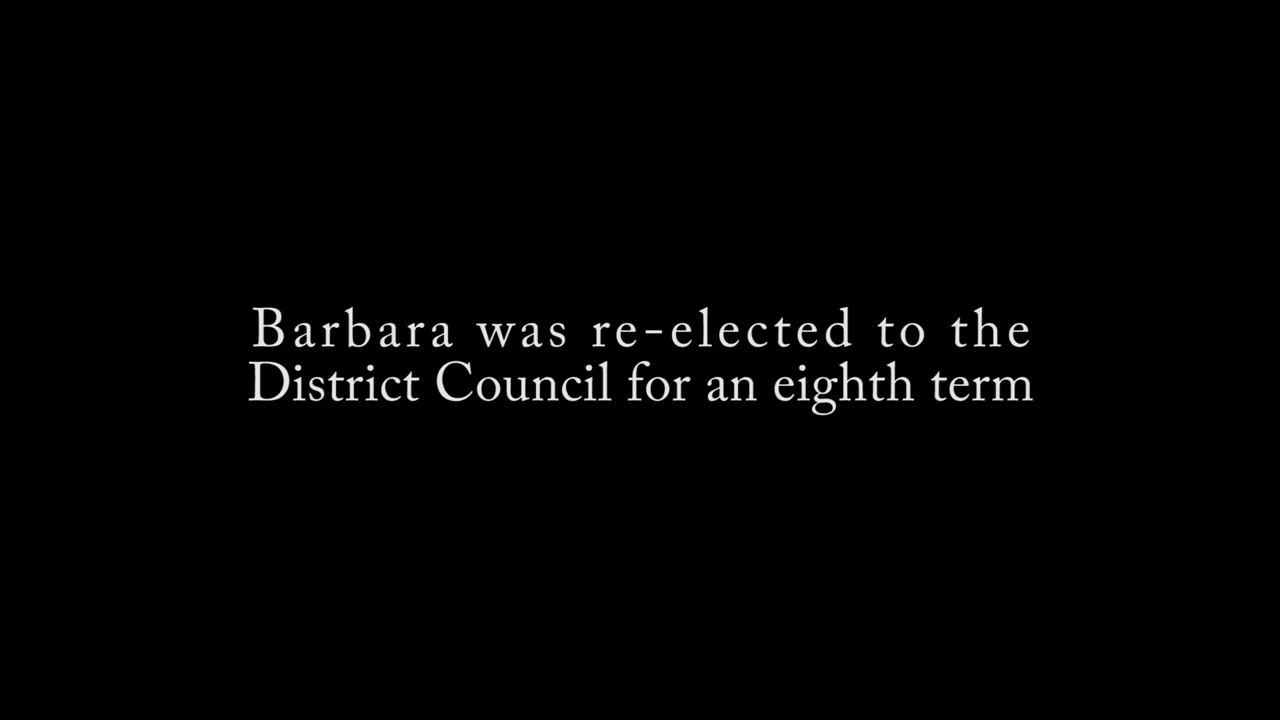 Barbara was re-elected to the
District Council for an eighth term